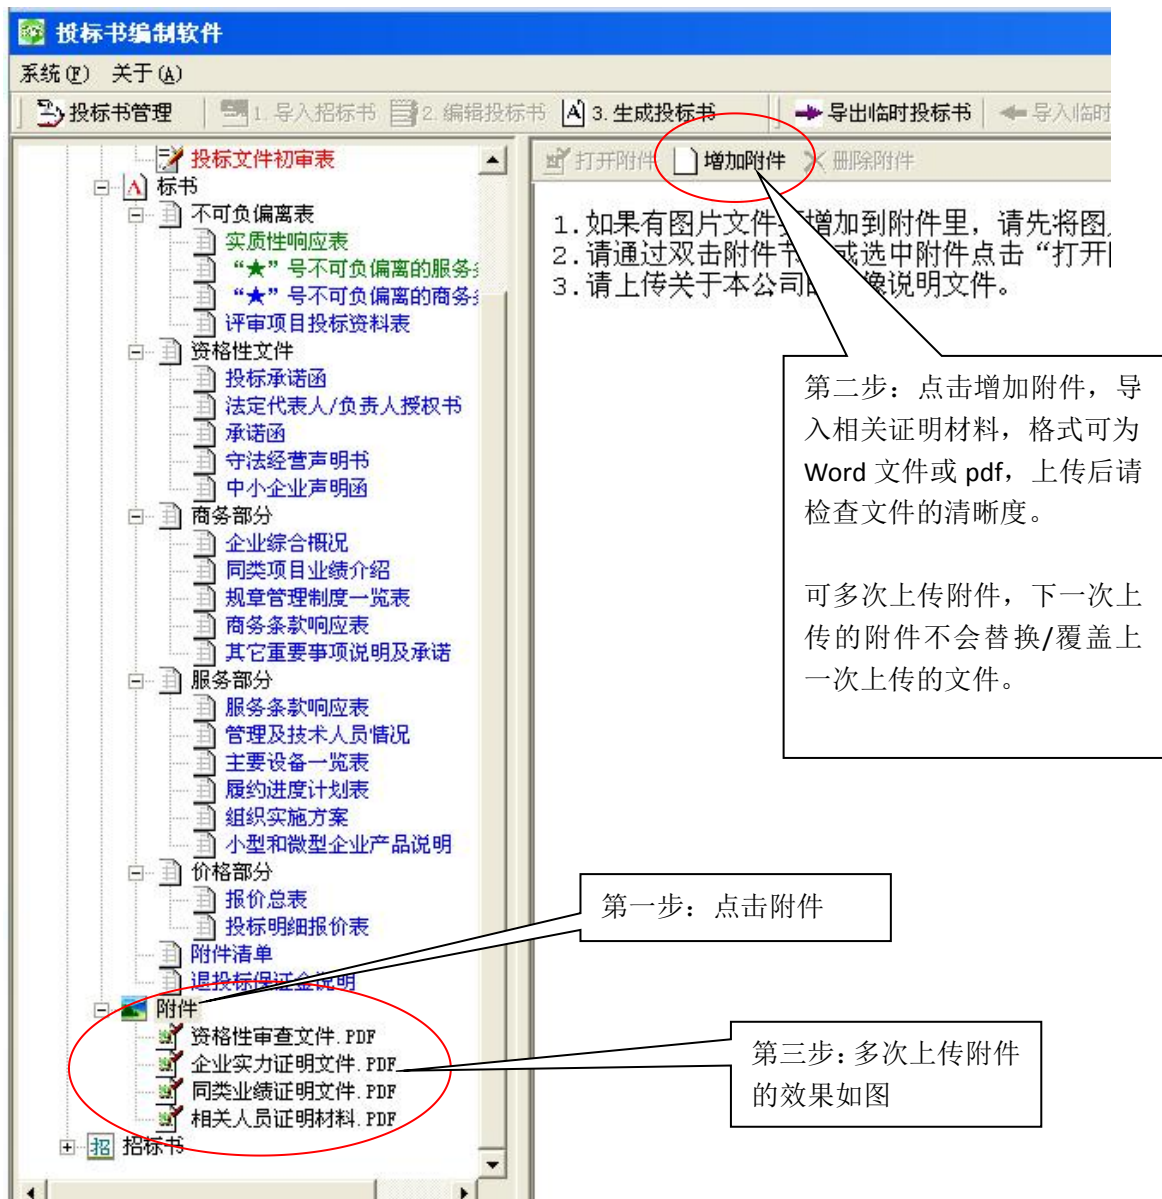 投标书编制软件
系统(F) 关于(A)
投标书管理 1. 导入招标书 2. 编辑投标书 3. 生成投标书 导出临时投标书 导入临时
投标文件初审表
标书
不可负偏离表
实质性响应表
“★”号不可负偏离的服务
“★”号不可负偏离的商务
评审项目投标资料表
资格性文件
投标承诺函
法定代表人/负责人授权书
承诺函
守法经营声明书
中小企业声明函
商务部分
企业综合概况
同类项目业绩介绍
规章管理制度一览表
商务条款响应表
其它重要事项说明及承诺
服务部分
服务条款响应表
管理及技术人员情况
主要设备一览表
履约进度计划表
组织实施方案
小型和微型企业产品说明
价格部分
报价总表
投标明细报价表
附件清单
退投标保证金说明
附件
资格性审查文件.PDF
企业实力证明文件.PDF
同类业绩证明文件.PDF
相关人员证明材料.PDF
招标书
打开附件 增加附件 删除附件
1.如果有图片文件 增加到附件里，请先将图
2.请通过双击附件节 或选中附件点击“打开
3.请上传关于本公司 像说明文件。
第二步：点击增加附件，导
入相关证明材料，格式可为
Word 文件或 pdf，上传后请
检查文件的清晰度。
可多次上传附件，下一次上
传的附件不会替换/覆盖上
一次上传的文件。
第一步：点击附件
第三步：多次上传附件
的效果如图